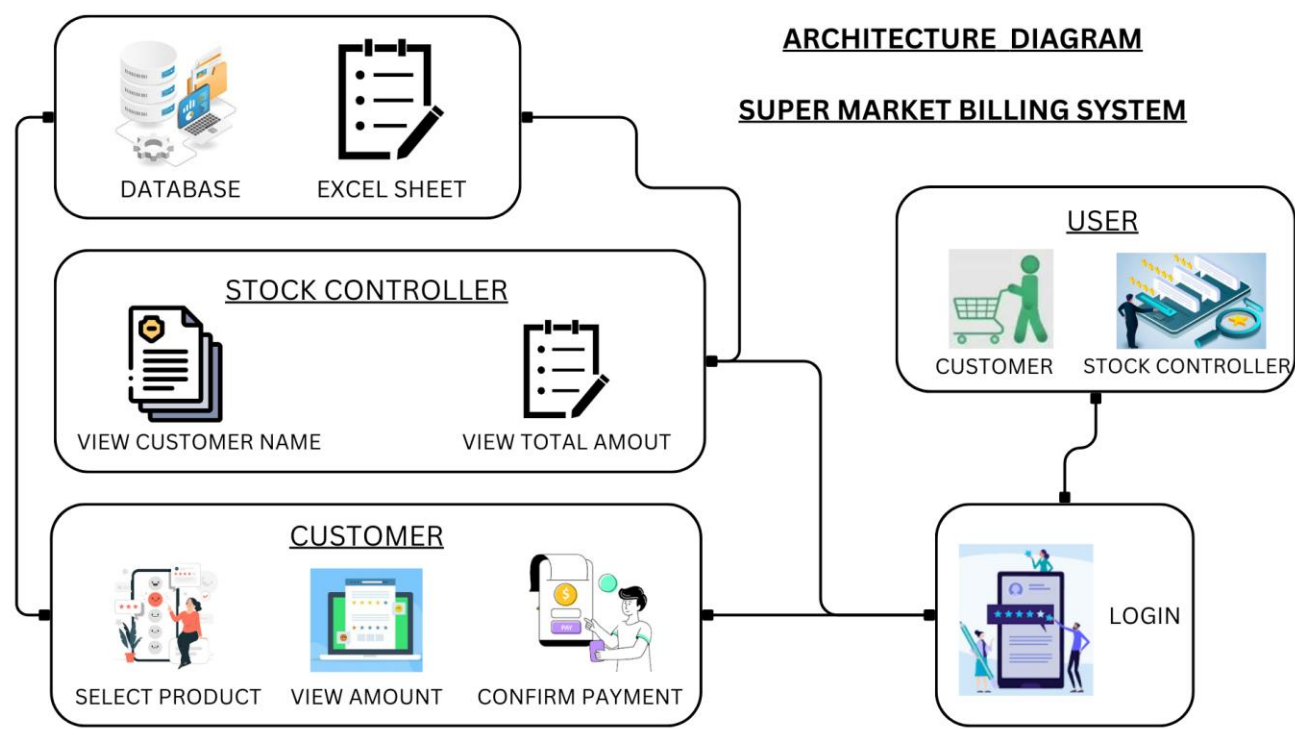 ARCHITECTURE DIAGRAM
SUPER MARKET BILLING SYSTEM
DATABASE
EXCEL SHEET
STOCK CONTROLLER
VIEW CUSTOMER NAME
VIEW TOTAL AMOUT
CUSTOMER
SELECT PRODUCT
VIEW AMOUNT
$
PAY
CONFIRM PAYMENT
USER
CUSTOMER
STOCK CONTROLLER
LOGIN